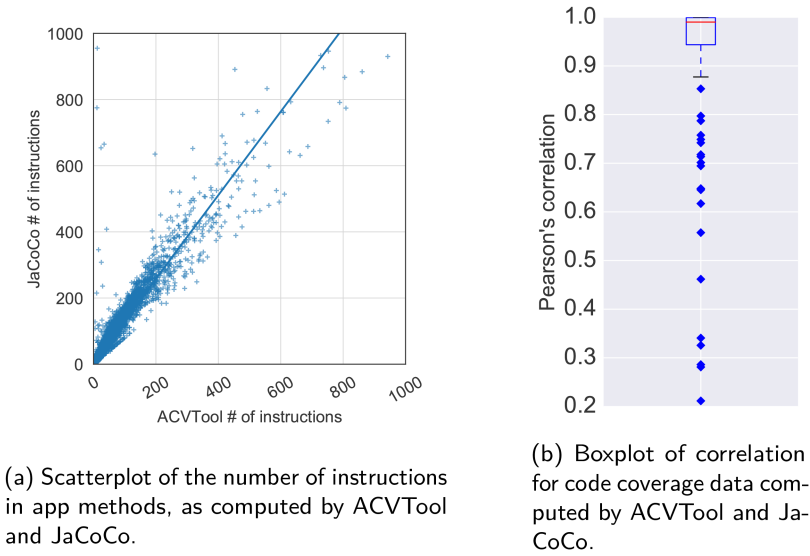 1000
800
600
400
200
0
JaCoCo # of instructions
0
200
400
600
800
1000
ACVTool # of instructions
(a) Scatterplot of the number of instructions
in app methods, as computed by ACVTool
and JaCoCo.
1.0
0.9
0.8
0.7
0.6
0.5
0.4
0.3
0.2
Pearson's correlation
(b) Boxplot of correlation
for code coverage data com-
puted by ACVTool and Ja-
CoCo.